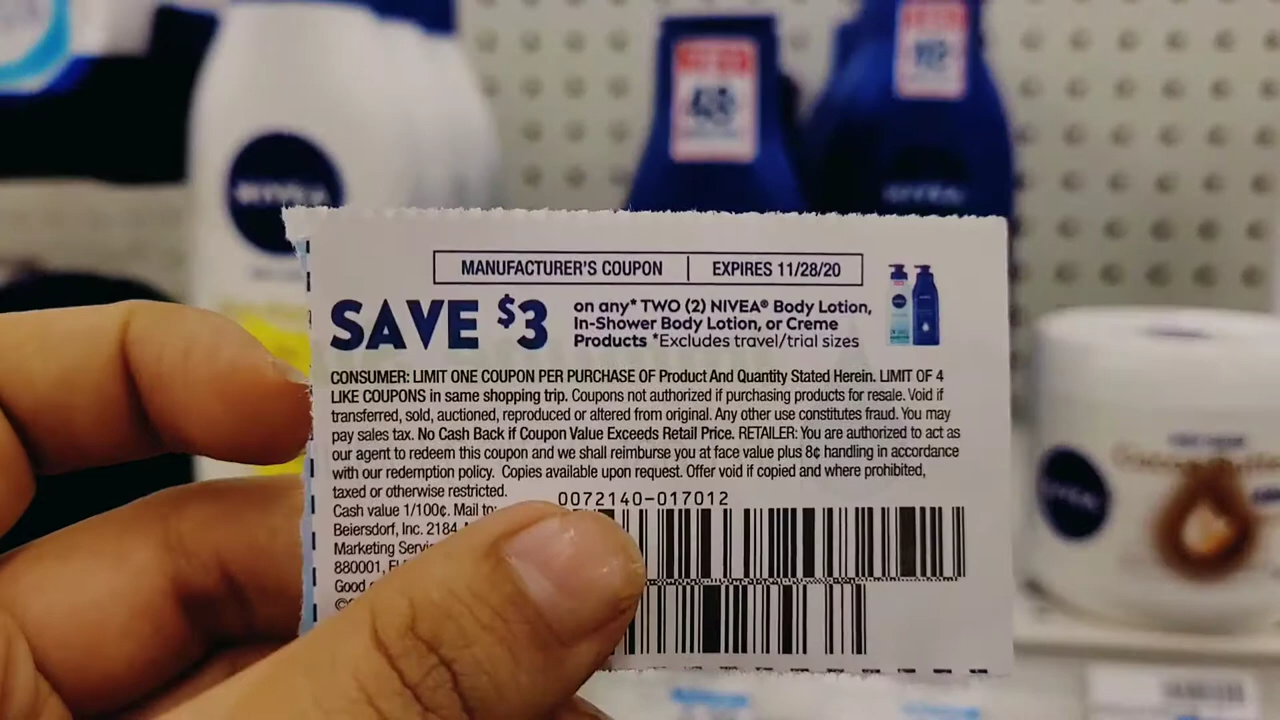 NIVEA
48
NIVEA
MANUFACTURER'S COUPON
EXPIRES 11/28/20
SAVE $3
on any* TWO (2) NIVEA® Body Lotion,
In-Shower Body Lotion, or Creme
Products *Excludes travel/trial sizes
CONSUMER: LIMIT ONE COUPON PER PURCHASE OF Product And Quantity Stated Herein. LIMIT OF 4
LIKE COUPONS in same shopping trip. Coupons not authorized if purchasing products for resale. Void if
transferred, sold, auctioned, reproduced or altered from original. Any other use constitutes fraud. You may
pay sales tax. No Cash Back if Coupon Value Exceeds Retail Price. RETAILER: You are authorized to act as
our agent to redeem this coupon and we shall reimburse you at face value plus 8¢ handling in accordance
with our redemption policy. Copies available upon request. Offer void if copied and where prohibited,
taxed or otherwise restricted.
0072140-017012
Cash value 1/100¢. Mail to:
Beiersdorf, Inc. 2184
Marketing
880001,
Good
NIVEA